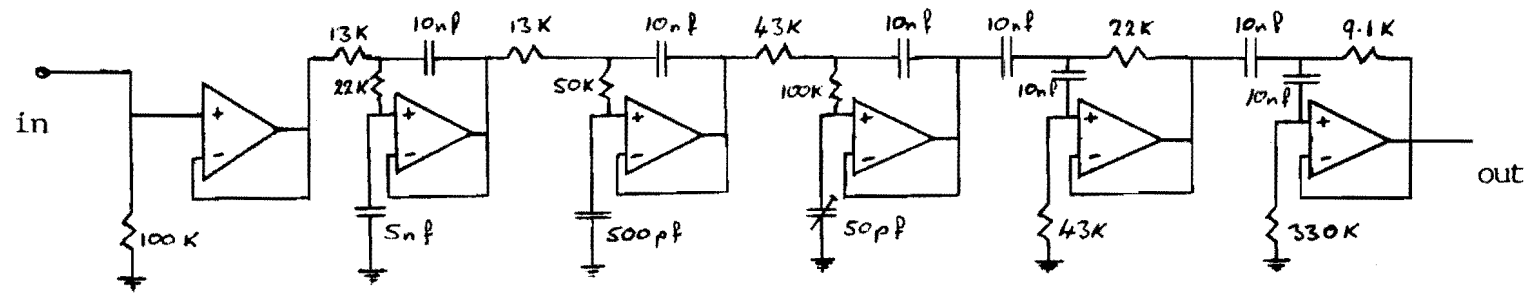 13K 10nf 13K 10nf 43K 10nf 10nf 22K 10nf 9.1K
22K 50K 100K 10nf 10nf
in + - + - + - + - + - + - out
100K 5nf 500pf 50pf 43K 330K